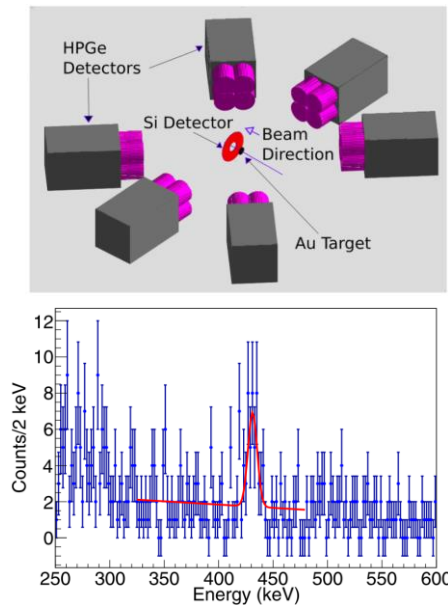 HPGe
Detectors
Si Detector
Beam
Direction
Au Target
Counts/2 keV
12
10
8
6
4
2
0
250 300 350 400 450 500 550 600
Energy (keV)